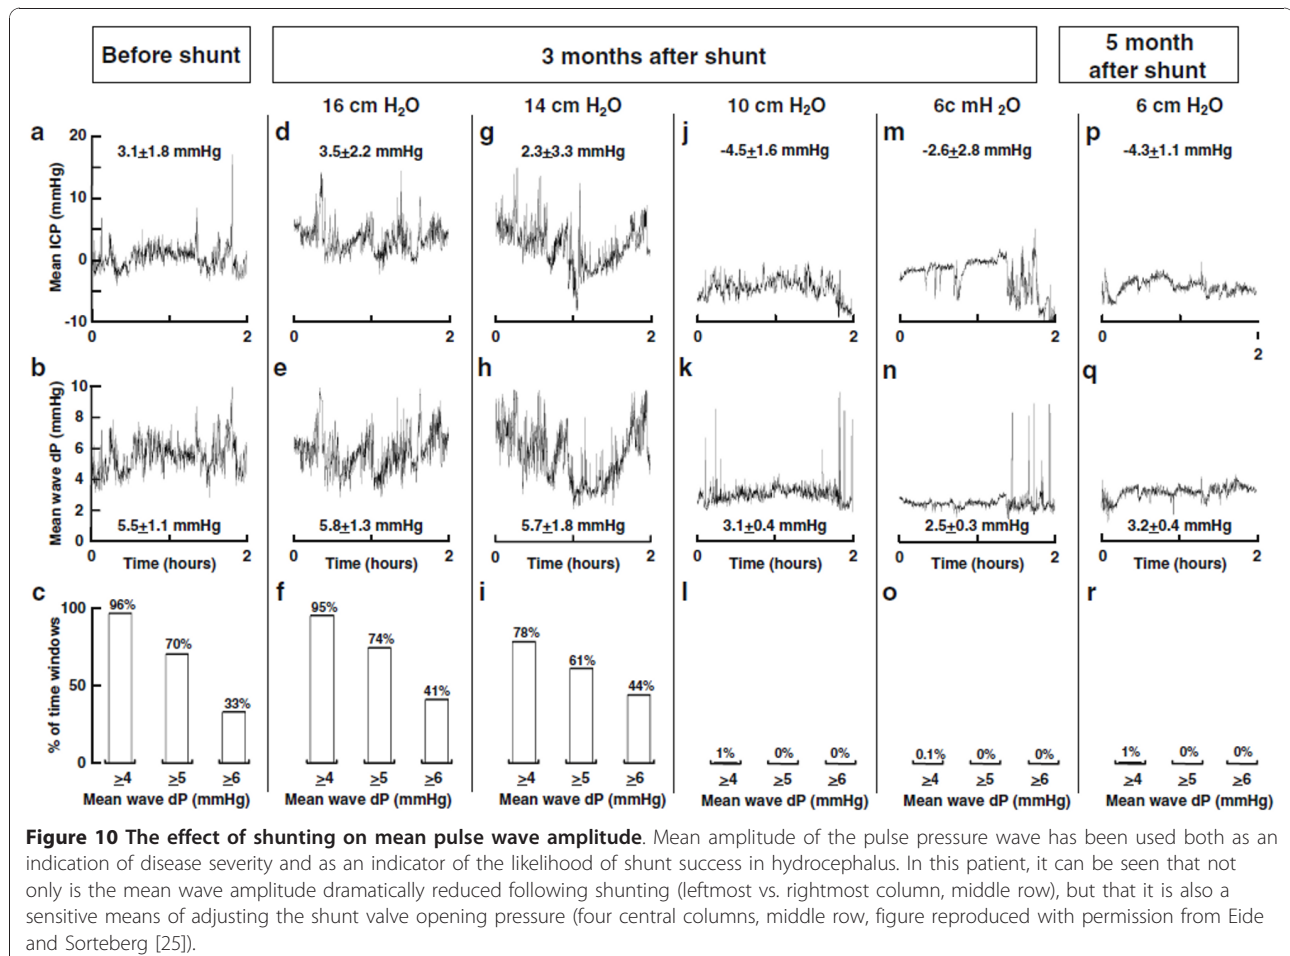 Before shunt
3 months after shunt
5 month
after shunt
16 cm H₂O
14 cm H₂O
10 cm H₂O
6c mH ₂O
6 cm H₂O
a
d
g
j
m
p
Mean ICP (mmHg)
20
10
0
-10
3.1±1.8 mmHg
3.5±2.2 mmHg
2.3±3.3 mmHg
-4.5±1.6 mmHg
-2.6±2.8 mmHg
-4.3±1.1 mmHg
0 2
0 2
0 2
0 2
0 2
0 2
b
e
h
k
n
q
Mean wave dP (mmHg)
10
8
6
4
2
0
5.5±1.1 mmHg
5.8±1.3 mmHg
5.7±1.8 mmHg
3.1±0.4 mmHg
2.5±0.3 mmHg
3.2±0.4 mmHg
0 Time (hours) 2
0 Time (hours) 2
0 Time (hours) 2
0 Time (hours) 2
0 Time (hours) 2
0 Time (hours) 2
c
f
i
l
o
r
% of time windows
100
50
0
96% 70% 33%
95% 74% 41%
78% 61% 44%
1% 0% 0%
0.1% 0% 0%
1% 0% 0%
≥4 ≥5 ≥6
≥4 ≥5 ≥6
≥4 ≥5 ≥6
≥4 ≥5 ≥6
≥4 ≥5 ≥6
≥4 ≥5 ≥6
Mean wave dP (mmHg)
Mean wave dP (mmHg)
Mean wave dP (mmHg)
Mean wave dP (mmHg)
Mean wave dP (mmHg)
Mean wave dP (mmHg)
Figure 10 The effect of shunting on mean pulse wave amplitude. Mean amplitude of the pulse pressure wave has been used both as an
indication of disease severity and as an indicator of the likelihood of shunt success in hydrocephalus. In this patient, it can be seen that not
only is the mean wave amplitude dramatically reduced following shunting (leftmost vs. rightmost column, middle row), but that it is also a
sensitive means of adjusting the shunt valve opening pressure (four central columns, middle row, figure reproduced with permission from Eide
and Sorteberg [25]).